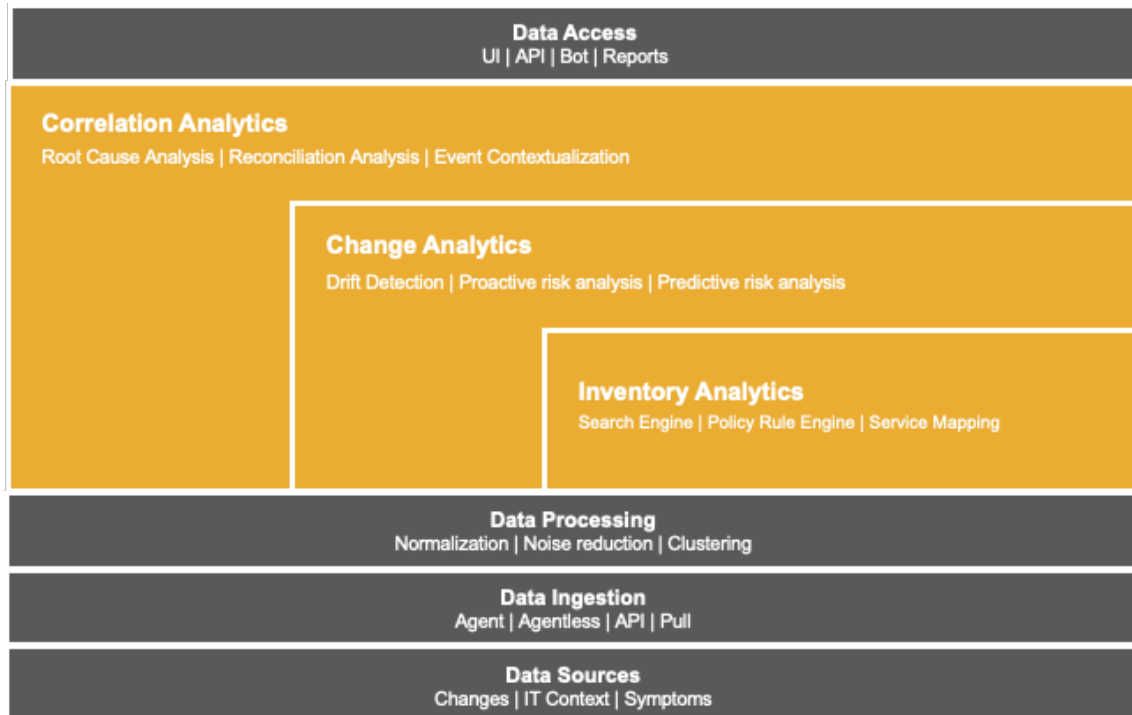 Data Access
UI | API | Bot | Reports
Correlation Analytics
Root Cause Analysis | Reconciliation Analysis | Event Contextualization
Change Analytics
Drift Detection | Proactive risk analysis | Predictive risk analysis
Inventory Analytics
Search Engine | Policy Rule Engine | Service Mapping
Data Processing
Normalization | Noise reduction | Clustering
Data Ingestion
Agent | Agentless | API | Pull
Data Sources
Changes | IT Context | Symptoms